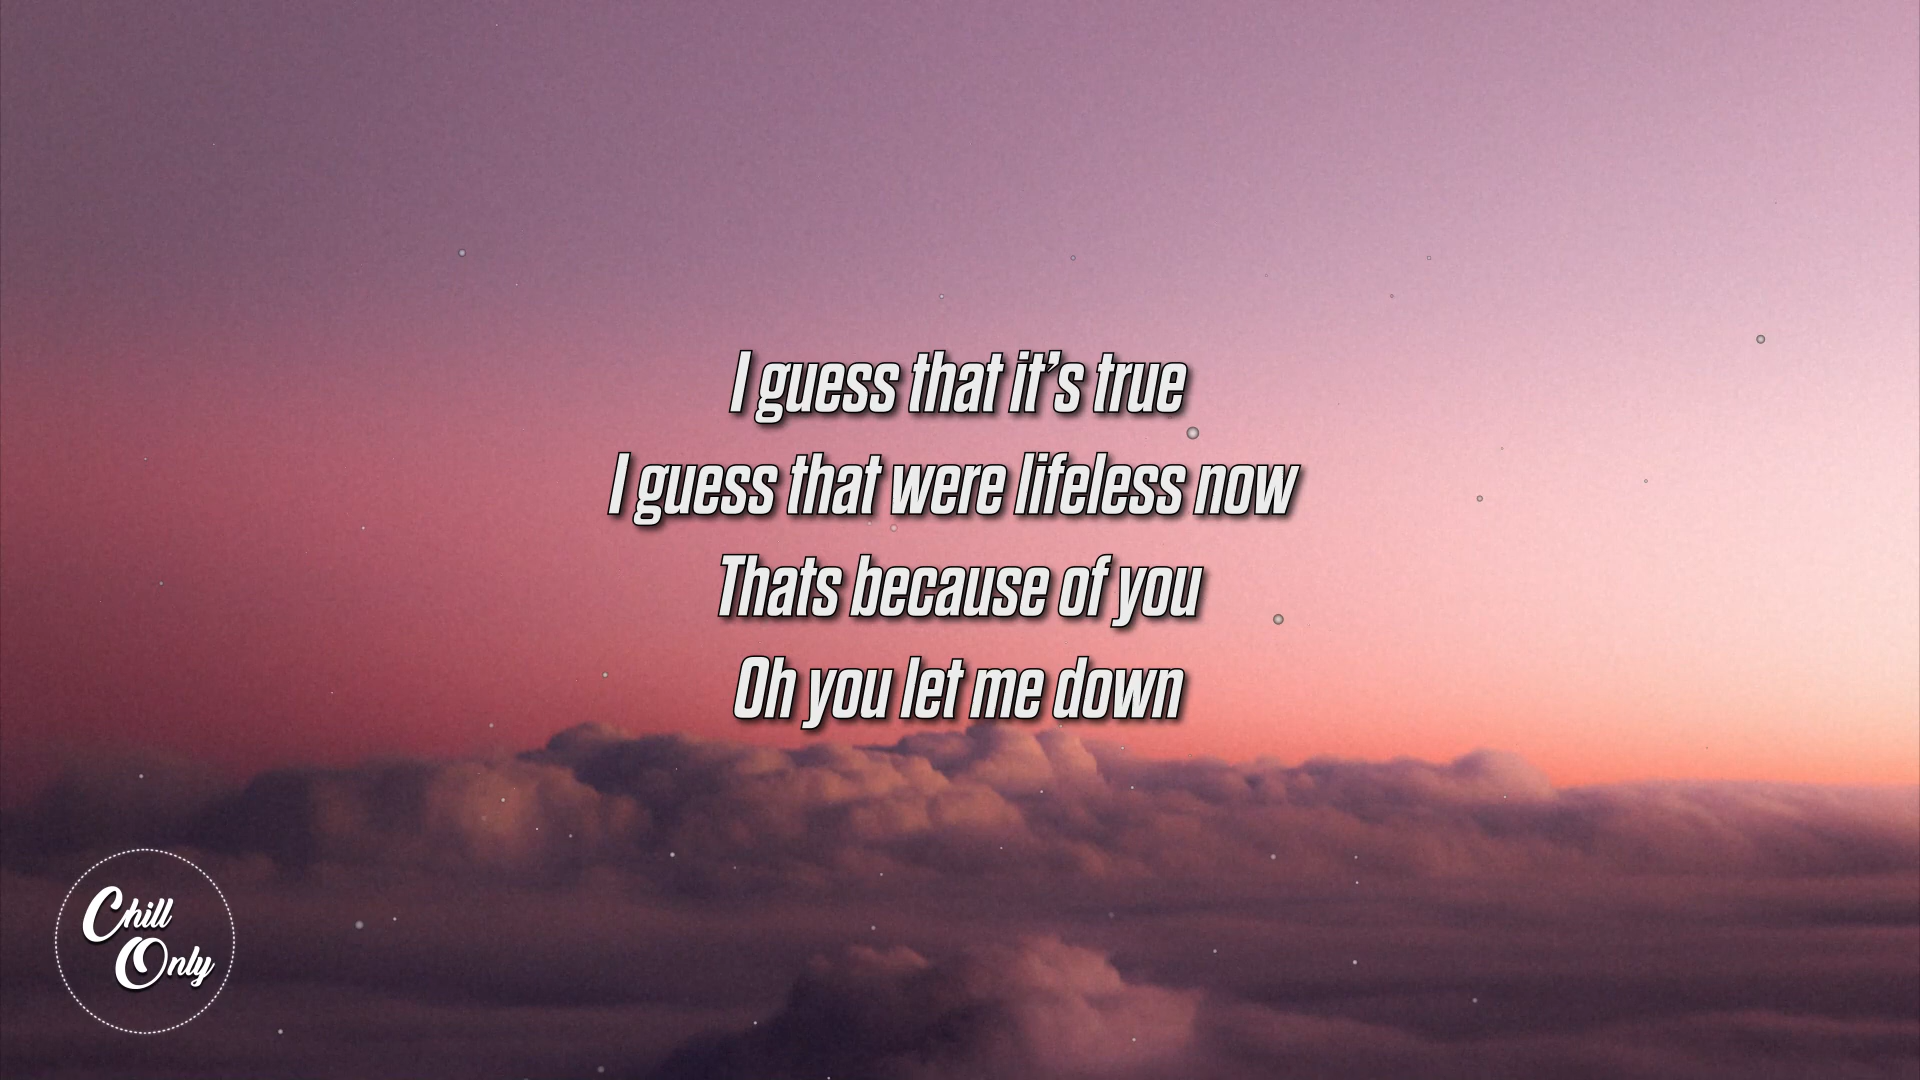 I guess that it’s true
I guess that were lifeless now
Thats because of you
Oh you let me down
Chill
Only